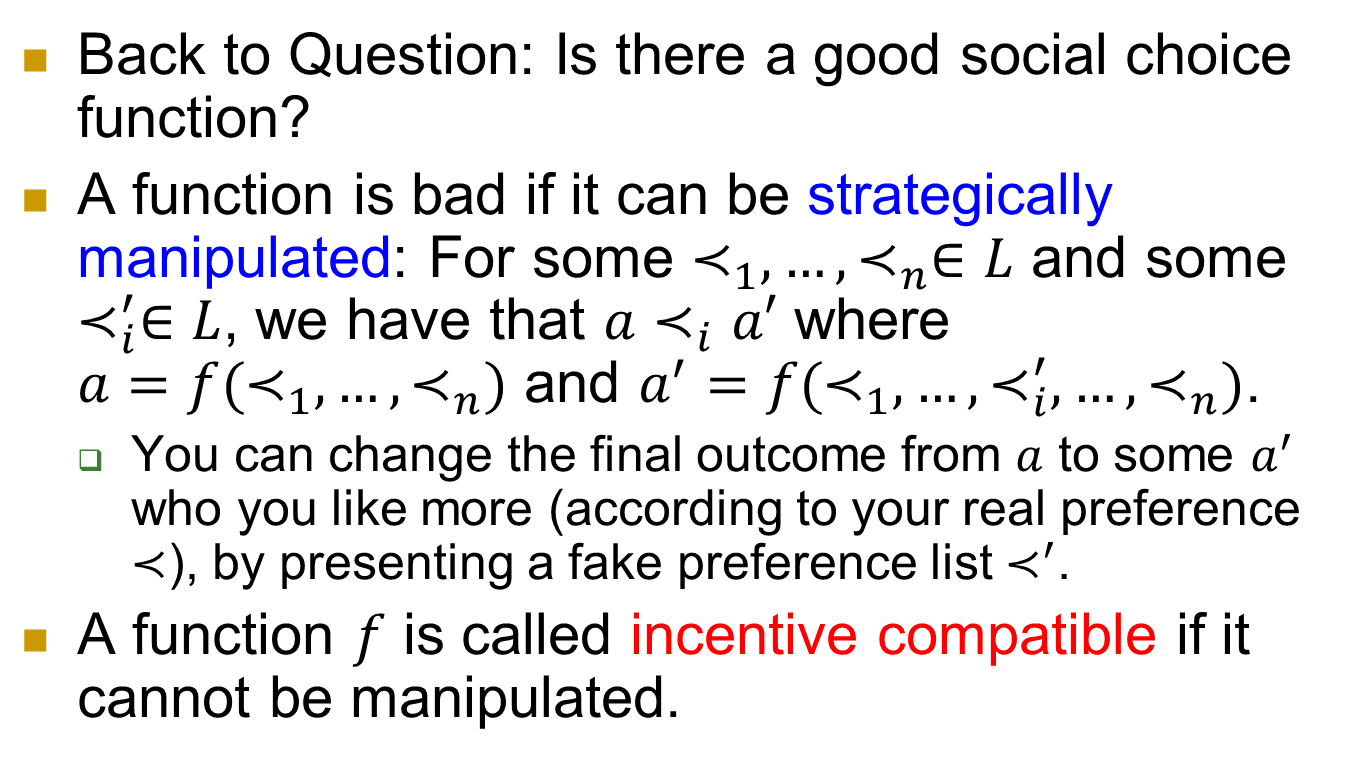 Back to Question: Is there a good social choice
function?
A function is bad if it can be strategically
manipulated: For some ≺₁, … , ≺ₙ∈ 𝐿 and some
≺ᵢ′∈ 𝐿, we have that 𝑎 ≺ᵢ 𝑎′ where
𝑎 = 𝑓(≺₁, … , ≺ₙ) and 𝑎′ = 𝑓(≺₁, … , ≺ᵢ′, … , ≺ₙ).
You can change the final outcome from 𝑎 to some 𝑎′
who you like more (according to your real preference
≺), by presenting a fake preference list ≺′.
A function 𝑓 is called incentive compatible if it
cannot be manipulated.